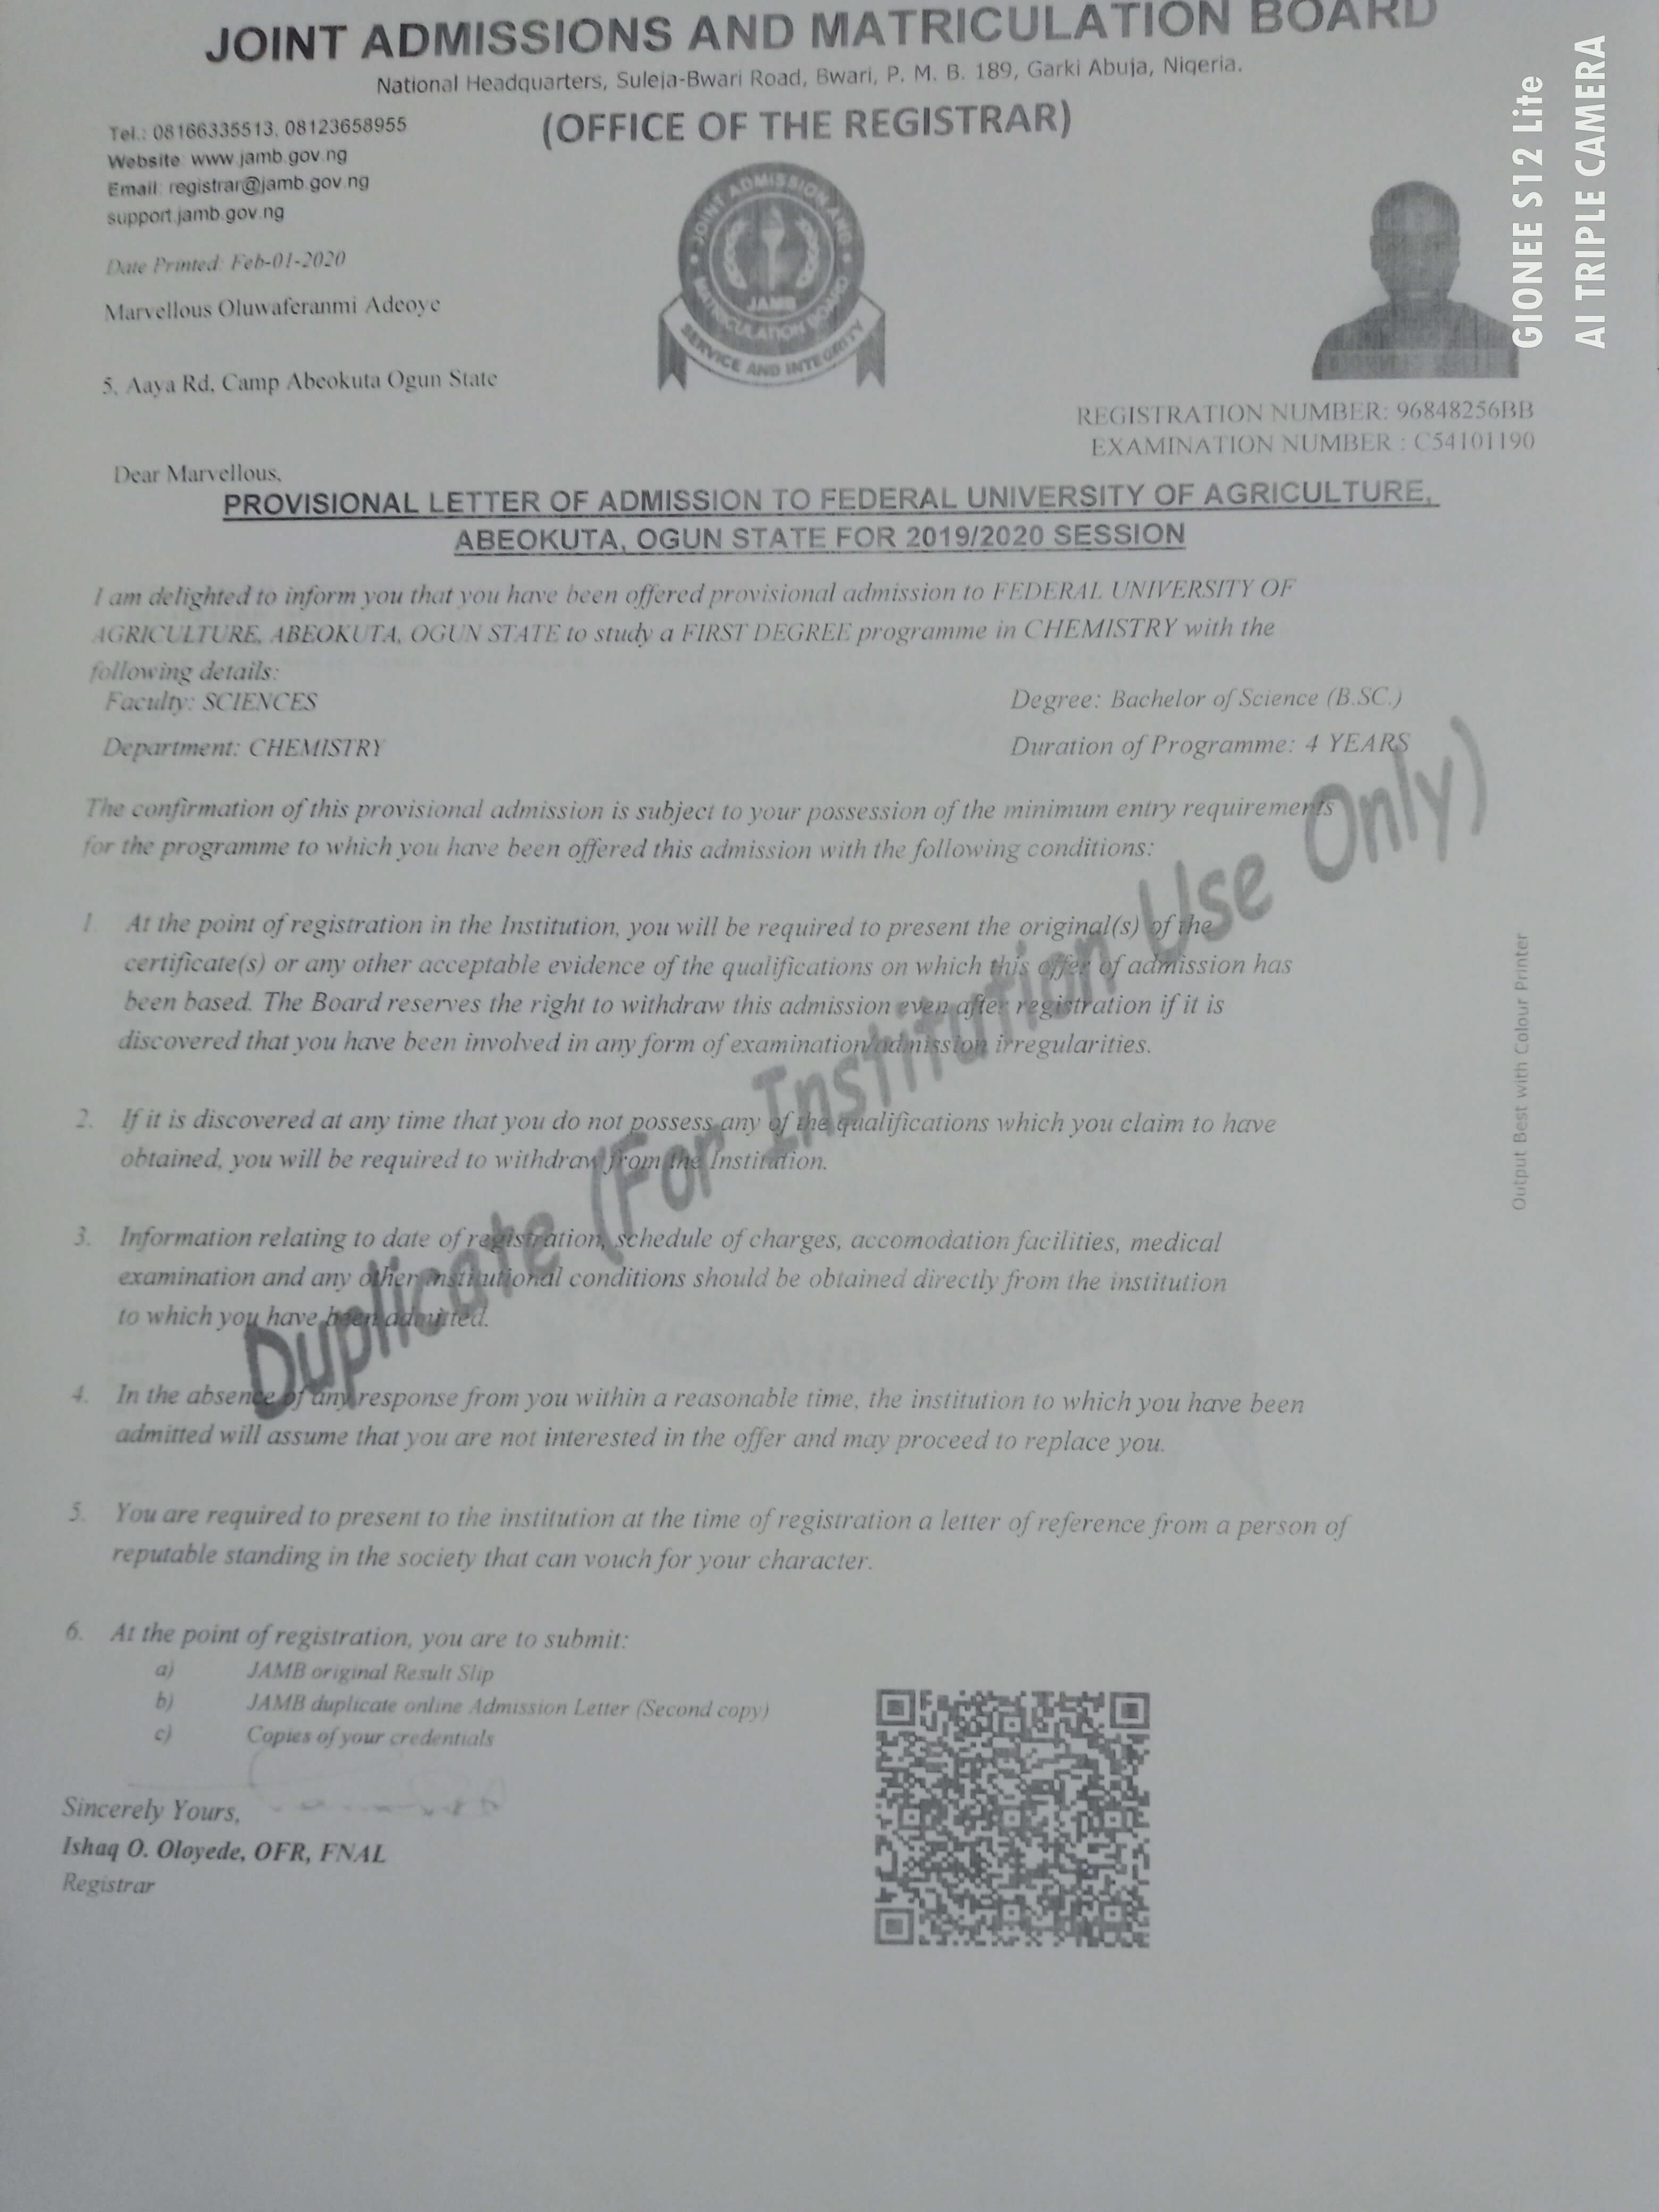 JOINT ADMISSIONS AND MATRICULATION BOARD
National Headquarters, Suleja-Bwari Road, Bwari, P. M. B. 189, Garki Abuja, Nigeria.
(OFFICE OF THE REGISTRAR)
Tel.: 08166335513, 08123658955
Website: www.jamb.gov.ng
Email: registrar@jamb.gov.ng
support.jamb.gov.ng
Date Printed: Feb-01-2020
Marvellous Oluwaferanmi Adeoye
5, Aaya Rd, Camp Abeokuta Ogun State
JOINT ADMISSION AND
MATRICULATION BOARD
JAMB
SERVICE AND INTEGRITY
GIONEE S12 Lite
AI TRIPLE CAMERA
REGISTRATION NUMBER: 96848256BB
EXAMINATION NUMBER : C54101190
Dear Marvellous,
PROVISIONAL LETTER OF ADMISSION TO FEDERAL UNIVERSITY OF AGRICULTURE,
ABEOKUTA, OGUN STATE FOR 2019/2020 SESSION
I am delighted to inform you that you have been offered provisional admission to FEDERAL UNIVERSITY OF
AGRICULTURE, ABEOKUTA, OGUN STATE to study a FIRST DEGREE programme in CHEMISTRY with the
following details:
Faculty: SCIENCES
Degree: Bachelor of Science (B.SC.)
Department: CHEMISTRY
Duration of Programme: 4 YEARS
The confirmation of this provisional admission is subject to your possession of the minimum entry requirements
for the programme to which you have been offered this admission with the following conditions:
1. At the point of registration in the Institution, you will be required to present the original(s) of the
certificate(s) or any other acceptable evidence of the qualifications on which this offer of admission has
been based. The Board reserves the right to withdraw this admission even after registration if it is
discovered that you have been involved in any form of examination/admission irregularities.
2. If it is discovered at any time that you do not possess any of the qualifications which you claim to have
obtained, you will be required to withdraw from the Institution.
3. Information relating to date of registration, schedule of charges, accomodation facilities, medical
examination and any other institutional conditions should be obtained directly from the institution
to which you have been admitted.
4. In the absence of any response from you within a reasonable time, the institution to which you have been
admitted will assume that you are not interested in the offer and may proceed to replace you.
5. You are required to present to the institution at the time of registration a letter of reference from a person of
reputable standing in the society that can vouch for your character.
6. At the point of registration, you are to submit:
a) JAMB original Result Slip
b) JAMB duplicate online Admission Letter (Second copy)
c) Copies of your credentials
Duplicate (For Institution Use Only)
Output Best with Colour Printer
Sincerely Yours,
Ishaq O. Oloyede, OFR, FNAL
Registrar